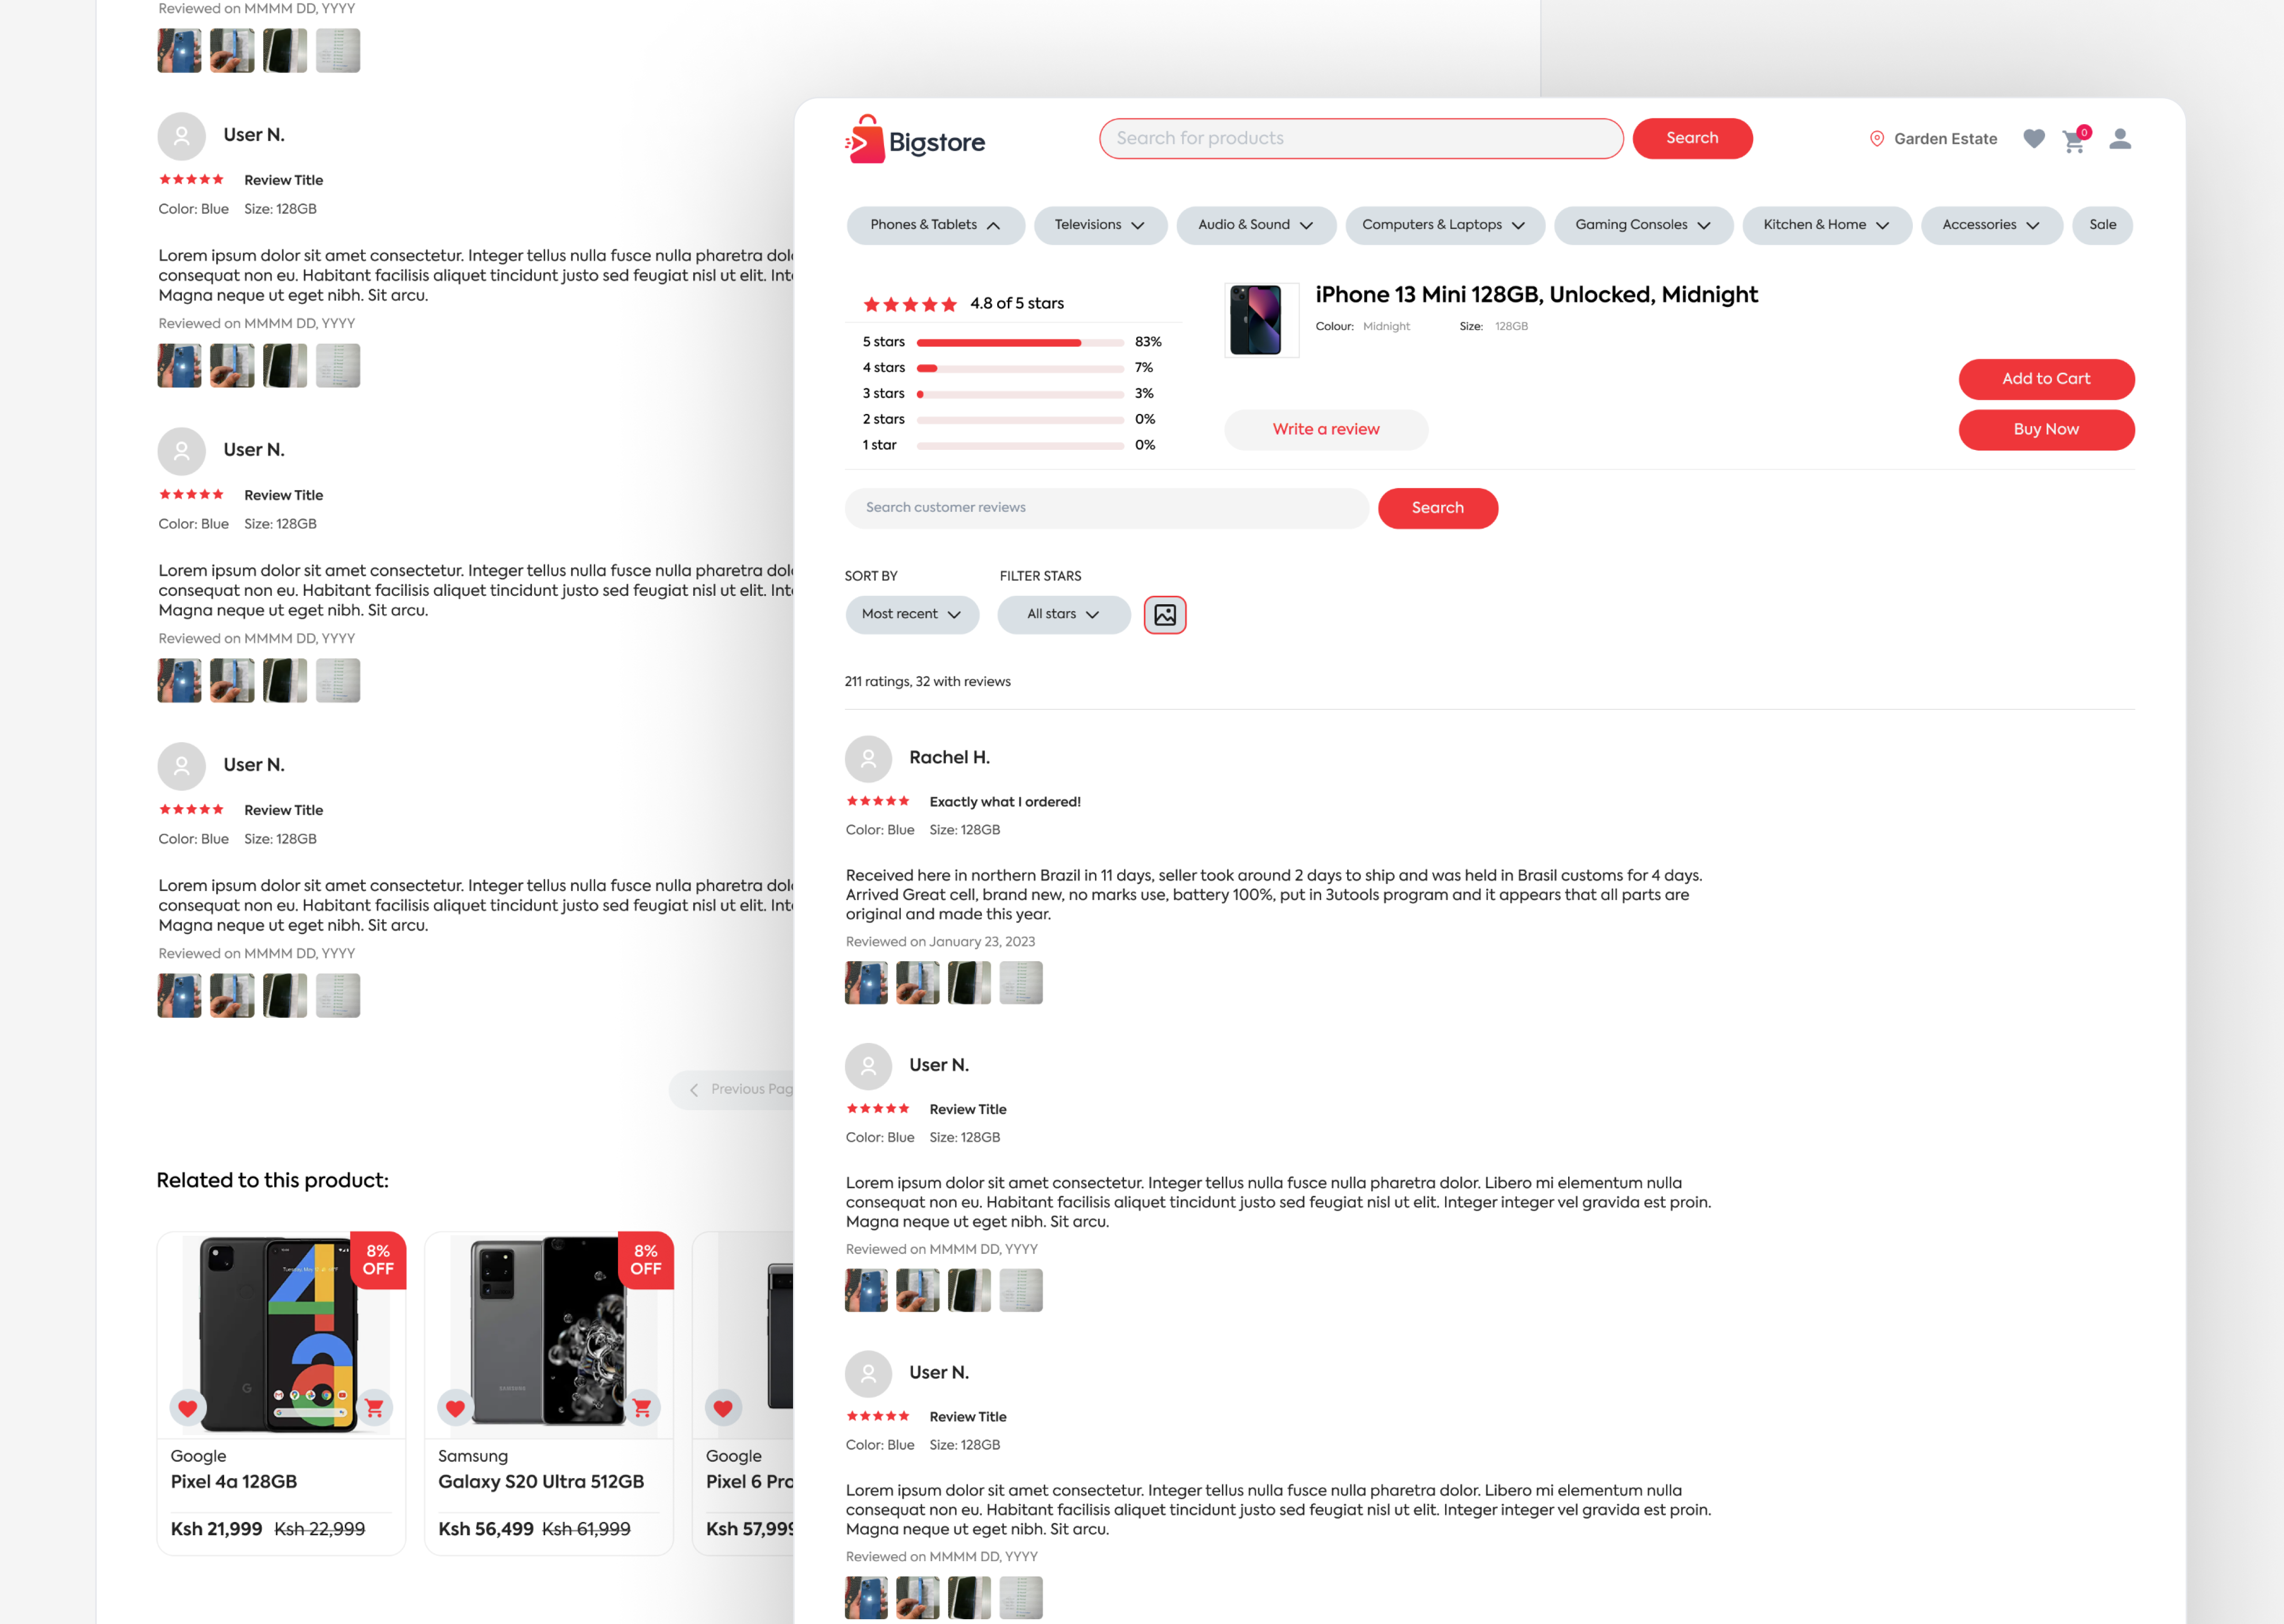 Reviewed on MMMM DD, YYYY
User N.
Review Title
Color: Blue Size: 128GB
Lorem ipsum dolor sit amet consectetur. Integer tellus nulla fusce nulla pharetra
consequat non eu. Habitant facilisis aliquet tincidunt justo sed feugiat nisl ut elit.
Magna neque ut eget nibh. Sit arcu.
Reviewed on MMMM DD, YYYY
User N.
Review Title
Color: Blue Size: 128GB
Lorem ipsum dolor sit amet consectetur. Integer tellus nulla fusce nulla pharetra
consequat non eu. Habitant facilisis aliquet tincidunt justo sed feugiat nisl ut elit.
Magna neque ut eget nibh. Sit arcu.
Reviewed on MMMM DD, YYYY
User N.
Review Title
Color: Blue Size: 128GB
Lorem ipsum dolor sit amet consectetur. Integer tellus nulla fusce nulla pharetra
consequat non eu. Habitant facilisis aliquet tincidunt justo sed feugiat nisl ut elit.
Magna neque ut eget nibh. Sit arcu.
Reviewed on MMMM DD, YYYY
Previous
Related to this product:
8%
OFF
Google
Pixel 4a 128GB
Ksh 21,999 Ksh 22,999
8%
OFF
SAMSUNG
Samsung
Galaxy S20 Ultra 512GB
Ksh 56,499 Ksh 61,999
Google
Pixel 6 Pro
Ksh 57,999
Bigstore
Search for products
Search
Garden Estate
0
Phones & Tablets
Televisions
Audio & Sound
Computers & Laptops
Gaming Consoles
Kitchen & Home
Accessories
Sale
4.8 of 5 stars
5 stars 83%
4 stars 7%
3 stars 3%
2 stars 0%
1 star 0%
iPhone 13 Mini 128GB, Unlocked, Midnight
Colour: Midnight Size: 128GB
Write a review
Add to Cart
Buy Now
Search customer reviews
Search
SORT BY
Most recent
FILTER STARS
All stars
211 ratings, 32 with reviews
Rachel H.
Exactly what I ordered!
Color: Blue Size: 128GB
Received here in northern Brazil in 11 days, seller took around 2 days to ship and was held in Brasil customs for 4 days.
Arrived Great cell, brand new, no marks use, battery 100%, put in 3utools program and it appears that all parts are
original and made this year.
Reviewed on January 23, 2023
User N.
Review Title
Color: Blue Size: 128GB
Lorem ipsum dolor sit amet consectetur. Integer tellus nulla fusce nulla pharetra dolor. Libero mi elementum nulla
consequat non eu. Habitant facilisis aliquet tincidunt justo sed feugiat nisl ut elit. Integer integer vel gravida est proin.
Magna neque ut eget nibh. Sit arcu.
Reviewed on MMMM DD, YYYY
User N.
Review Title
Color: Blue Size: 128GB
Lorem ipsum dolor sit amet consectetur. Integer tellus nulla fusce nulla pharetra dolor. Libero mi elementum nulla
consequat non eu. Habitant facilisis aliquet tincidunt justo sed feugiat nisl ut elit. Integer integer vel gravida est proin.
Magna neque ut eget nibh. Sit arcu.
Reviewed on MMMM DD, YYYY